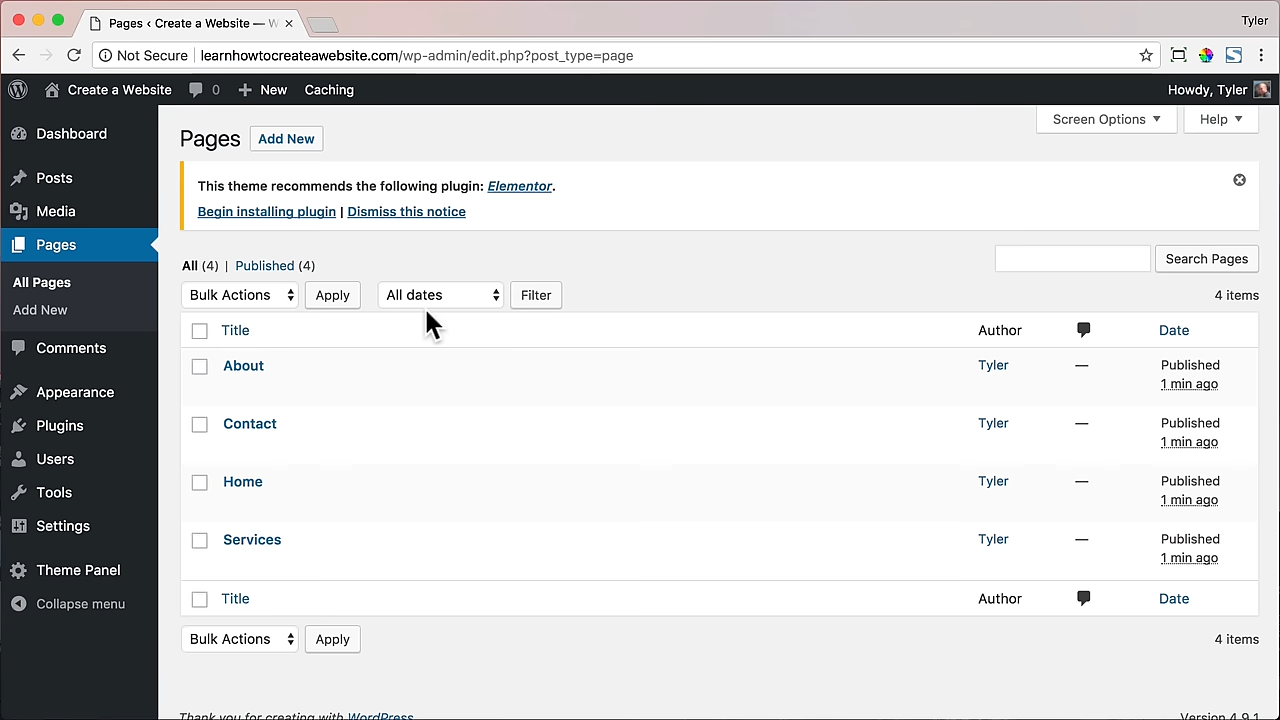 Pages ‹ Create a Website — W
Tyler
Not Secure learnhowtocreateawebsite.com/wp-admin/edit.php?post_type=page
Create a Website 0 New Caching Howdy, Tyler
Screen Options Help
Dashboard
Posts
Media
Pages
All Pages
Add New
Comments
Appearance
Plugins
Users
Tools
Settings
Theme Panel
Collapse menu
Pages Add New
This theme recommends the following plugin: Elementor.
Begin installing plugin | Dismiss this notice
All (4) | Published (4)
Search Pages
Bulk Actions Apply All dates Filter 4 items
Title Author Date
About Tyler — Published
1 min ago
Contact Tyler — Published
1 min ago
Home Tyler — Published
1 min ago
Services Tyler — Published
1 min ago
Title Author Date
Bulk Actions Apply 4 items
Thank you for creating with WordPress
Version 4.9.1